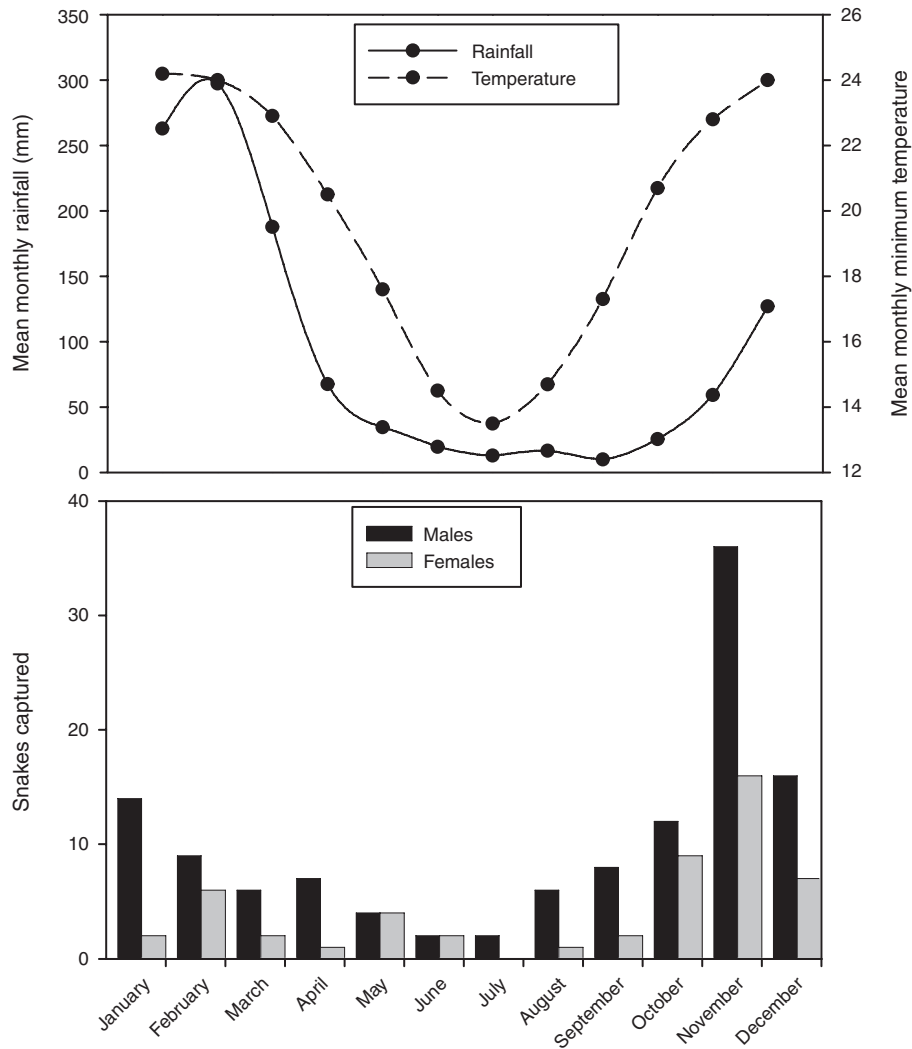 Mean monthly rainfall (mm)
350
300
250
200
150
100
50
0
Rainfall
Temperature
26
24
22
20
18
16
14
12
Mean monthly minimum temperature
Snakes captured
40
30
20
10
0
Males
Females
January
February
March
April
May
June
July
August
September
October
November
December